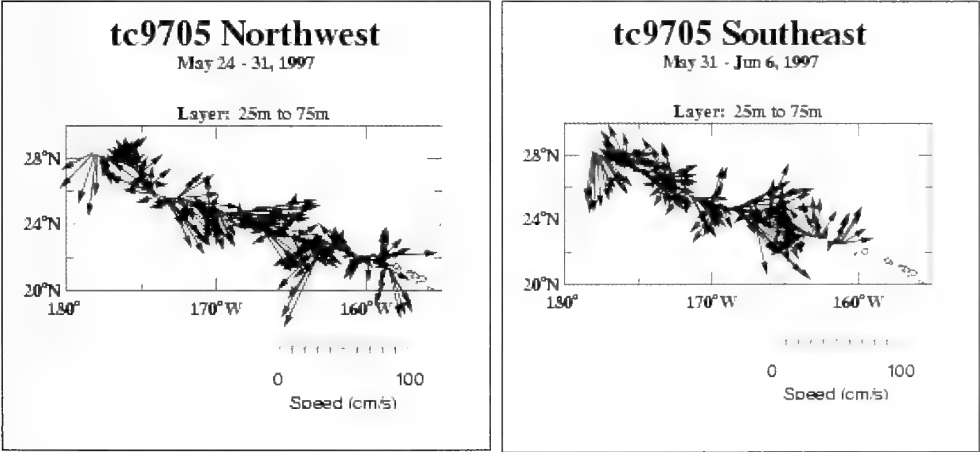 tc9705 Northwest
May 24 - 31, 1997
Layer: 25m to 75m
28°N
24°N
20°N
180°
170°W
160°W
0
100
Speed (cm/s)
tc9705 Southeast
May 31 - Jun 6, 1997
Layer: 25m to 75m
28°N
24°N
20°N
180°
170°W
160°W
0
100
Speed (cm/s)